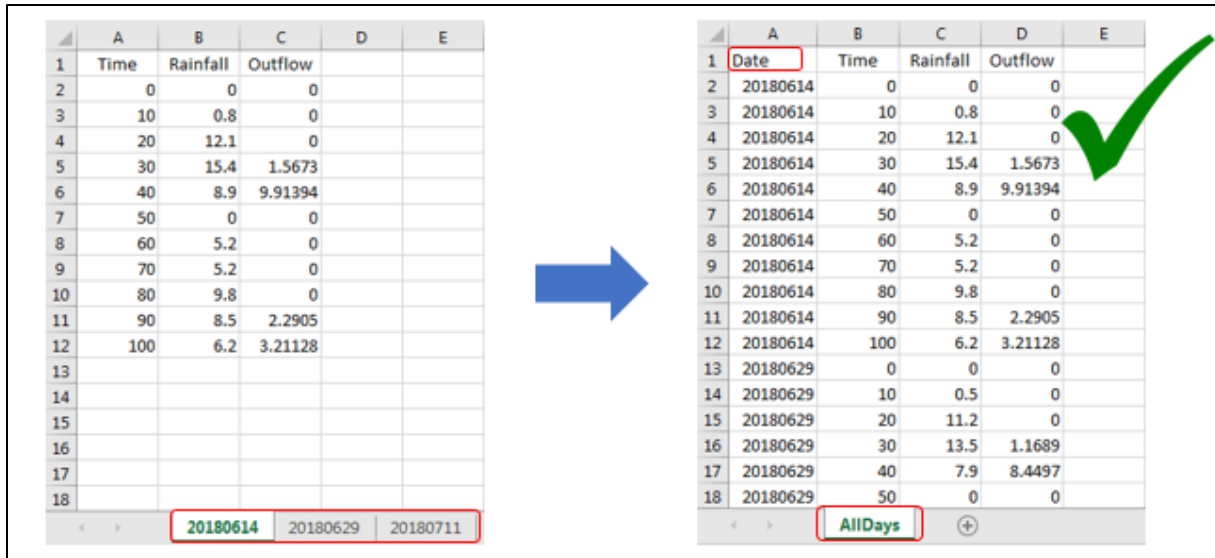 A B C D E
1 Time Rainfall Outflow
2 0 0 0
3 10 0.8 0
4 20 12.1 0
5 30 15.4 1.5673
6 40 8.9 9.91394
7 50 0 0
8 60 5.2 0
9 70 5.2 0
10 80 9.8 0
11 90 8.5 2.2905
12 100 6.2 3.21128
13
14
15
16
17
18
20180614 20180629 20180711
A B C D E
1 Date Time Rainfall Outflow
2 20180614 0 0 0
3 20180614 10 0.8 0
4 20180614 20 12.1 0
5 20180614 30 15.4 1.5673
6 20180614 40 8.9 9.91394
7 20180614 50 0 0
8 20180614 60 5.2 0
9 20180614 70 5.2 0
10 20180614 80 9.8 0
11 20180614 90 8.5 2.2905
12 20180614 100 6.2 3.21128
13 20180629 0 0 0
14 20180629 10 0.5 0
15 20180629 20 11.2 0
16 20180629 30 13.5 1.1689
17 20180629 40 7.9 8.4497
18 20180629 50 0 0
AllDays